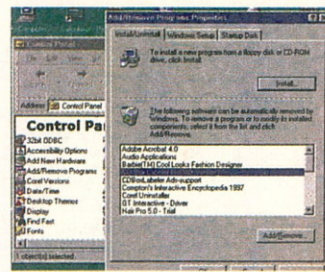 Add/Remove Programs Properties
Install/Uninstall Windows Setup Startup Disk
To install a new program from a floppy disk or CD-ROM
drive, click Install.
Install...
The following software can be automatically removed by
Windows. To remove a program or to modify its installed
components, select it from the list and click
Add/Remove.
Adobe Acrobat 4.0
Audio Applications
Barbie(TM) Cool Looks Fashion Designer
CDBoxLabeler Adv-support
Compton's Interactive Encyclopedia 1997
Corel Uninstaller
GT Interactive - Driver
Hair Pro 5.0 - Trial
Add/Remove...
Control Panel
Address Control Panel
Control Pa
32bit ODBC
Accessibility Options
Add New Hardware
Add/Remove Programs
Corel Versions
Date/Time
Desktop Themes
Display
Find Fast
Fonts
1 object(s) selected